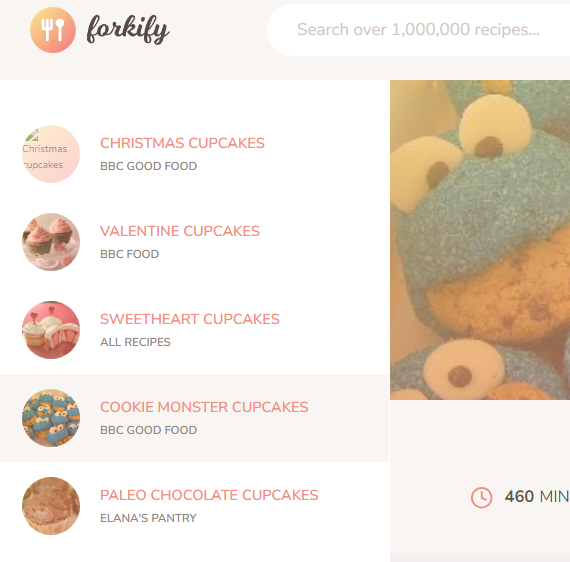 forkify
Search over 1,000,000 recipes...
Christmas
cupcakes
CHRISTMAS CUPCAKES
BBC GOOD FOOD
VALENTINE CUPCAKES
BBC FOOD
SWEETHEART CUPCAKES
ALL RECIPES
COOKIE MONSTER CUPCAKES
BBC GOOD FOOD
PALEO CHOCOLATE CUPCAKES
ELANA'S PANTRY
460 MIN